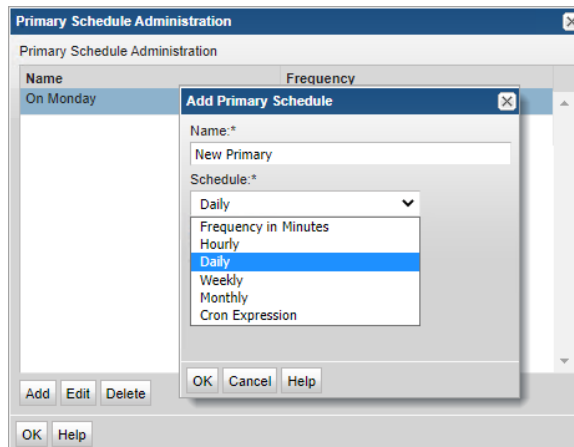 Primary Schedule Administration
Primary Schedule Administration
Name Frequency
On Monday
Add Primary Schedule
Name:*
New Primary
Schedule:*
Daily
Frequency in Minutes
Hourly
Daily
Weekly
Monthly
Cron Expression
OK Cancel Help
Add Edit Delete
OK Help